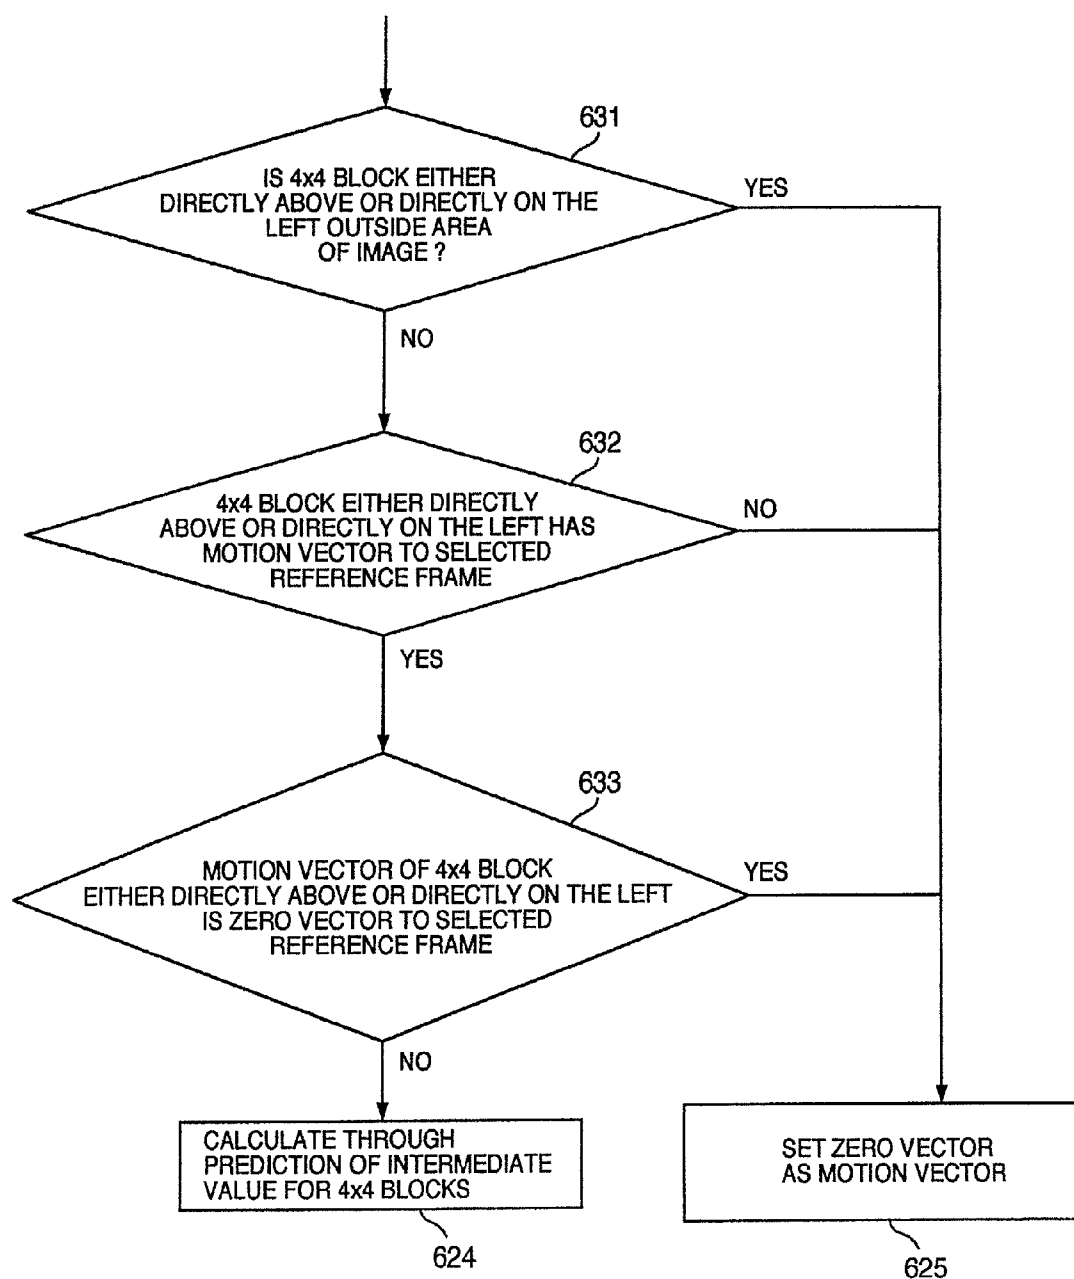 631
IS 4x4 BLOCK EITHER
DIRECTLY ABOVE OR DIRECTLY ON THE
LEFT OUTSIDE AREA
OF IMAGE ?
YES
NO
632
4x4 BLOCK EITHER DIRECTLY
ABOVE OR DIRECTLY ON THE LEFT HAS
MOTION VECTOR TO SELECTED
REFERENCE FRAME
NO
YES
633
MOTION VECTOR OF 4x4 BLOCK
EITHER DIRECTLY ABOVE OR DIRECTLY ON THE LEFT
IS ZERO VECTOR TO SELECTED
REFERENCE FRAME
YES
NO
CALCULATE THROUGH
PREDICTION OF INTERMEDIATE
VALUE FOR 4x4 BLOCKS
624
SET ZERO VECTOR
AS MOTION VECTOR
625